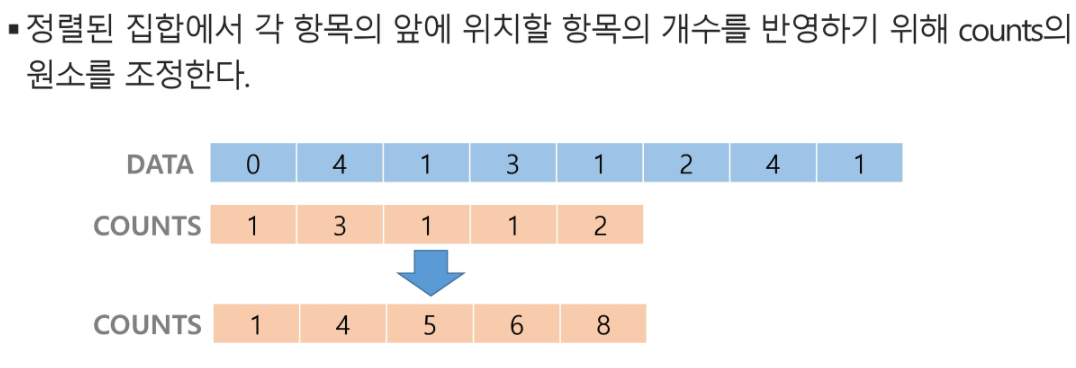 ▪ 정렬된 집합에서 각 항목의 앞에 위치할 항목의 개수를 반영하기 위해 counts의
원소를 조정한다.
DATA 0 4 1 3 1 2 4 1
COUNTS 1 3 1 1 2
COUNTS 1 4 5 6 8